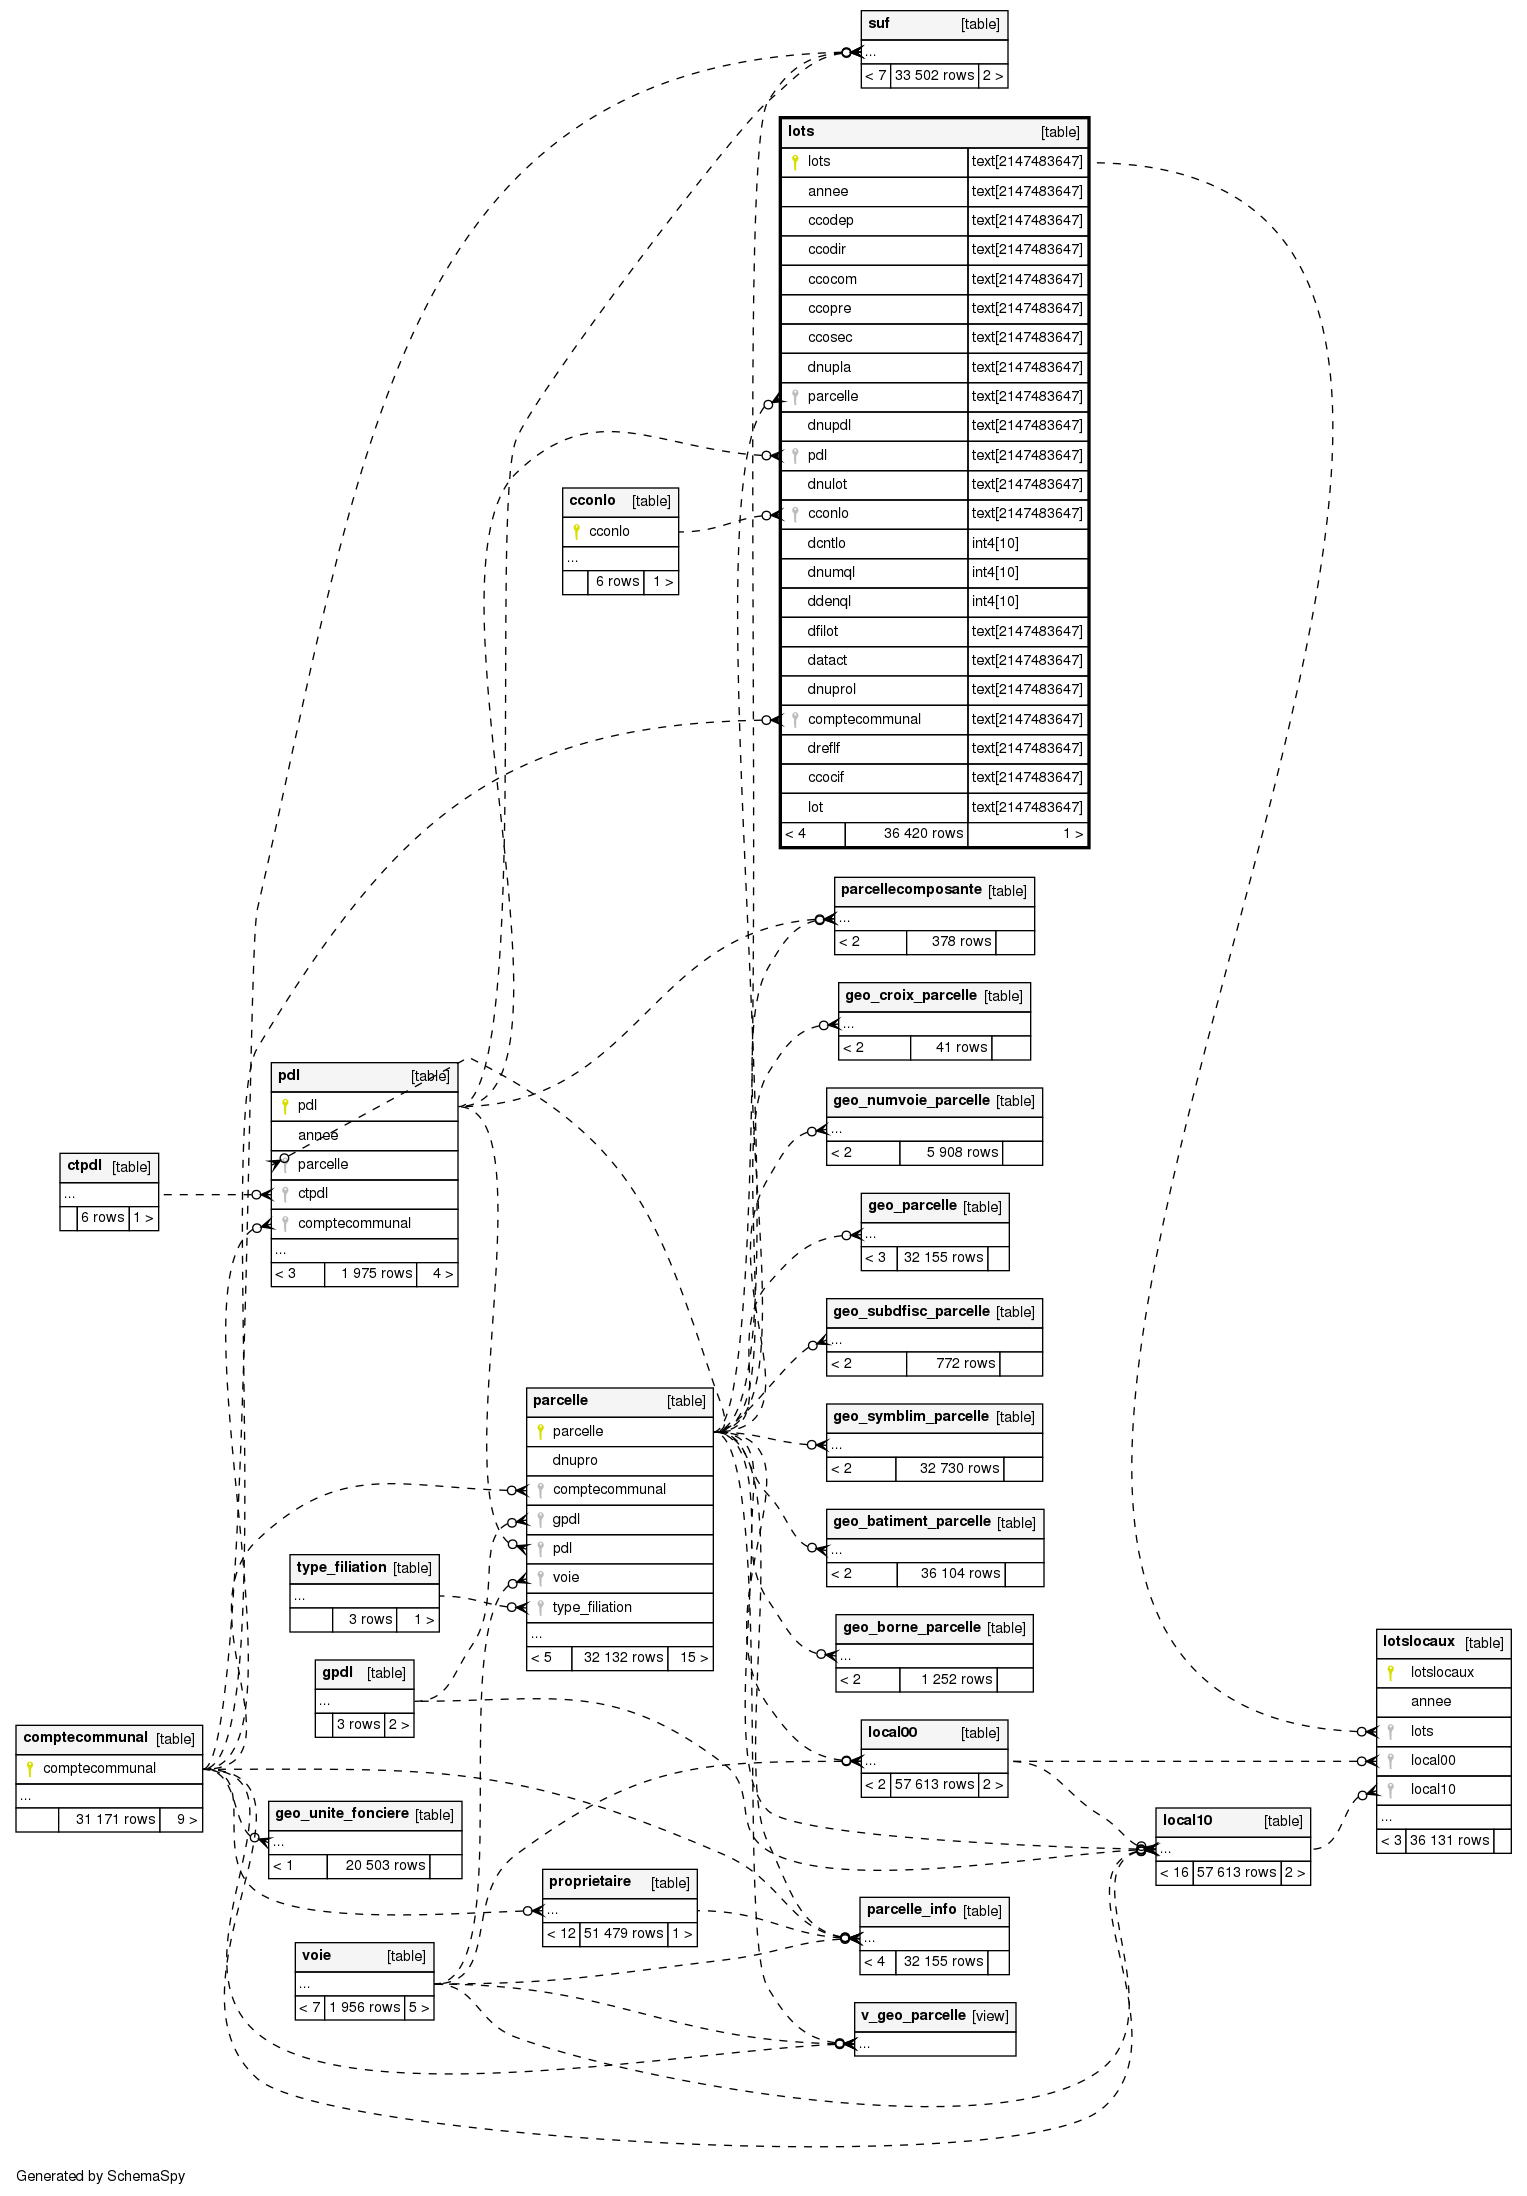 suf [table]
...
< 7 33 502 rows 2 >
lots [table]
lots text[2147483647]
annee text[2147483647]
ccodep text[2147483647]
ccodir text[2147483647]
ccocom text[2147483647]
ccopre text[2147483647]
ccosec text[2147483647]
dnupla text[2147483647]
parcelle text[2147483647]
dnupdl text[2147483647]
pdl text[2147483647]
dnulot text[2147483647]
cconlo text[2147483647]
dcntlo int4[10]
dnumql int4[10]
ddenql int4[10]
dfilot text[2147483647]
datact text[2147483647]
dnuprol text[2147483647]
comptecommunal text[2147483647]
dreflf text[2147483647]
ccocif text[2147483647]
lot text[2147483647]
< 4 36 420 rows 1 >
cconlo [table]
cconlo
...
6 rows 1 >
parcellecomposante [table]
...
< 2 378 rows
geo_croix_parcelle [table]
...
< 2 41 rows
pdl [table]
pdl
annee
parcelle
ctpdl
comptecommunal
...
< 3 1 975 rows 4 >
geo_numvoie_parcelle [table]
...
< 2 5 908 rows
ctpdl [table]
...
6 rows 1 >
geo_parcelle [table]
...
< 3 32 155 rows
geo_subdfisc_parcelle [table]
...
< 2 772 rows
parcelle [table]
parcelle
dnupro
comptecommunal
gpdl
pdl
voie
type_filiation
...
< 5 32 132 rows 15 >
geo_symblim_parcelle [table]
...
< 2 32 730 rows
geo_batiment_parcelle [table]
...
< 2 36 104 rows
type_filiation [table]
...
3 rows 1 >
geo_borne_parcelle [table]
...
< 2 1 252 rows
lotslocaux [table]
lotslocaux
annee
lots
local00
local10
...
< 3 36 131 rows
gpdl [table]
...
3 rows 2 >
local00 [table]
...
< 2 57 613 rows 2 >
comptecommunal [table]
comptecommunal
...
31 171 rows 9 >
geo_unite_fonciere [table]
...
< 1 20 503 rows
local10 [table]
...
< 16 57 613 rows 2 >
proprietaire [table]
...
< 12 51 479 rows 1 >
parcelle_info [table]
...
< 4 32 155 rows
voie [table]
...
< 7 1 956 rows 5 >
v_geo_parcelle [view]
...
Generated by SchemaSpy